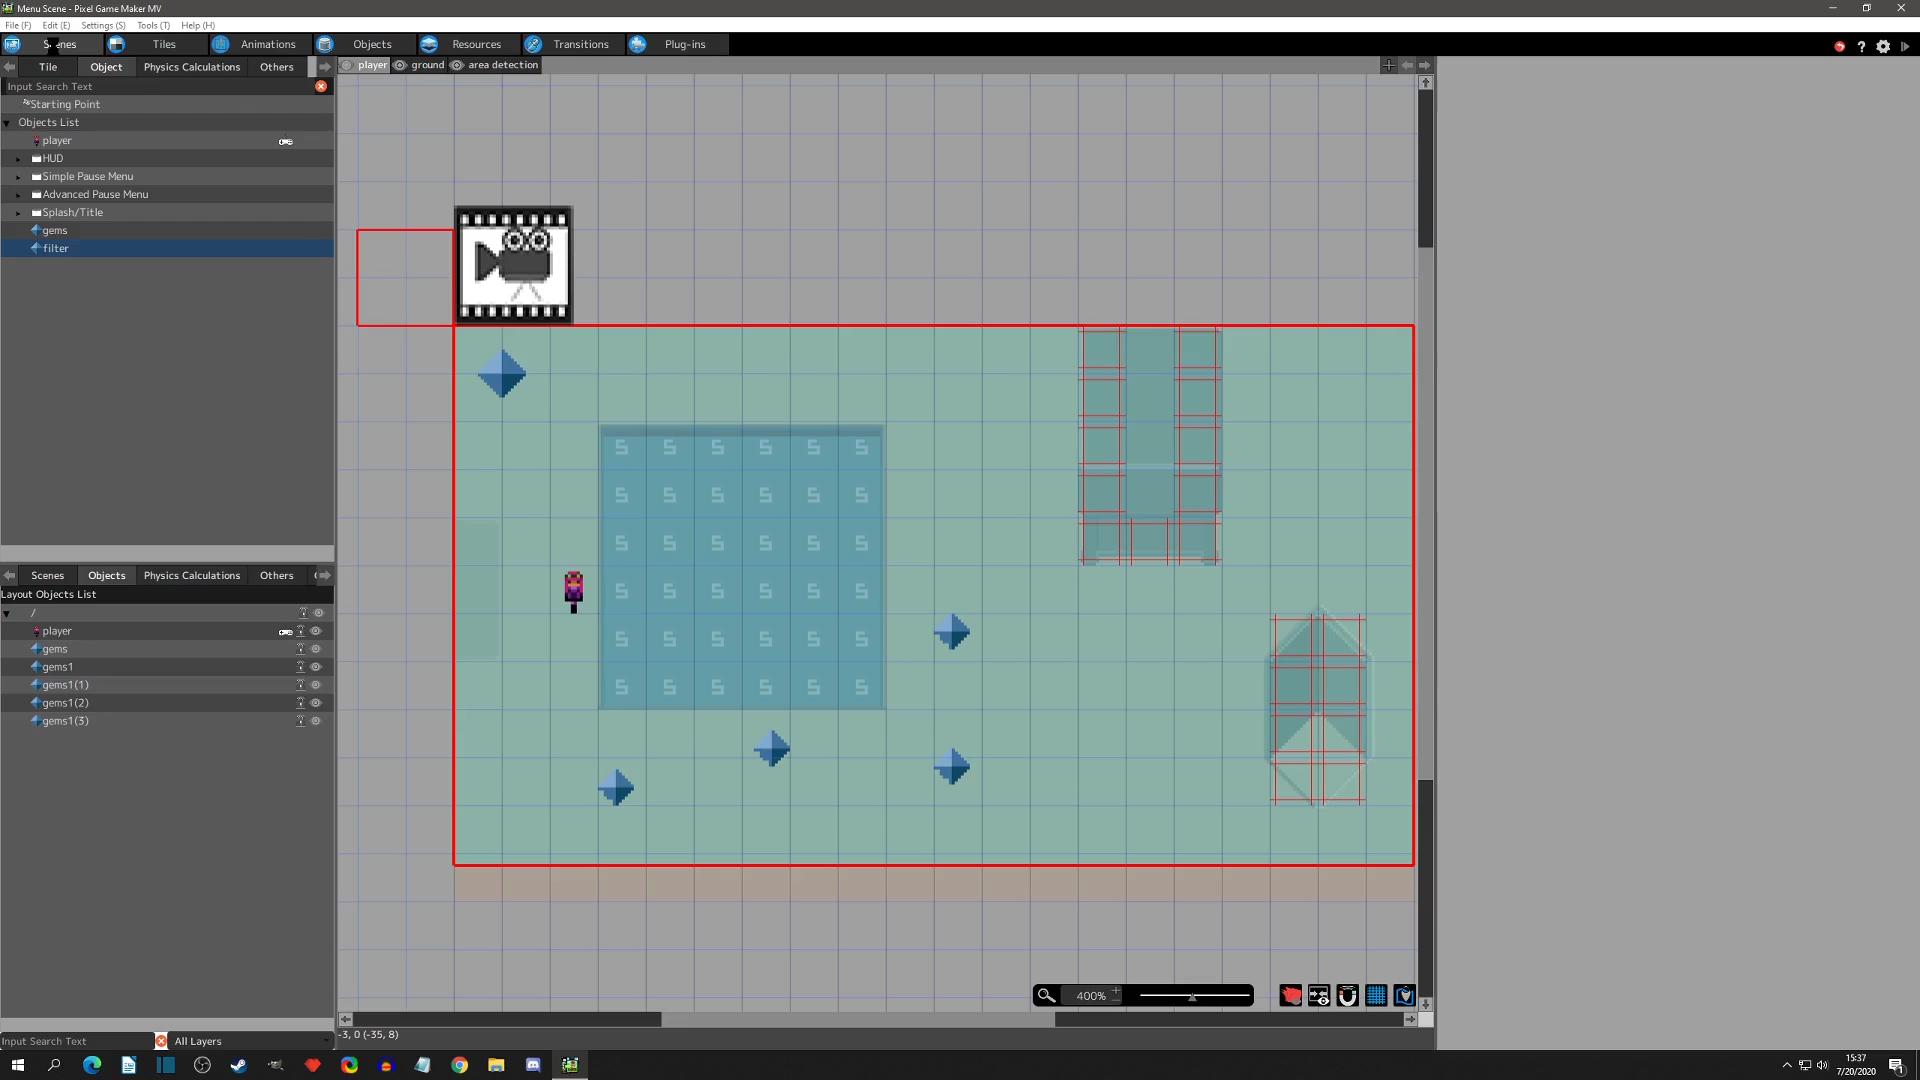 Menu Scene - Pixel Game Maker MV
File (F) Edit (E) Settings (S) Tools (T) Help (H)
Scenes Tiles Animations Objects Resources Transitions Plug-ins
Tile Object Physics Calculations Others
player ground area detection
Input Search Text
Starting Point
Objects List
player
HUD
Simple Pause Menu
Advanced Pause Menu
Splash/Title
gems
filter
S S S S S S
S S S S S S
S S S S S S
S S S S S S
S S S S S S
S S S S S S
Scenes Objects Physics Calculations Others
Layout Objects List
/
player
gems
gems1
gems1(1)
gems1(2)
gems1(3)
400%
-3, 0 (-35, 8)
Input Search Text All Layers
15:37
7/20/2020